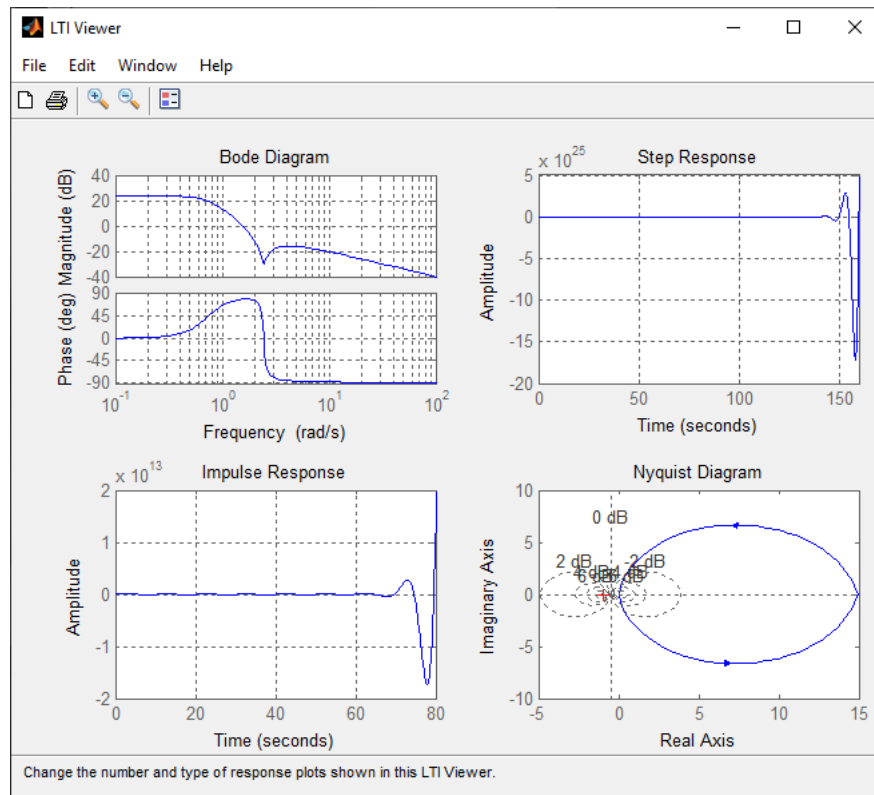 LTI Viewer
File Edit Window Help
Bode Diagram
Magnitude (dB)
40
20
0
-20
-40
Phase (deg)
90
45
0
-45
-90
10^-1 10^0 10^1 10^2
Frequency (rad/s)
Step Response
x 10^25
Amplitude
5
0
-5
-10
-15
-20
0 50 100 150
Time (seconds)
Impulse Response
x 10^13
Amplitude
2
1
0
-1
-2
0 20 40 60 80
Time (seconds)
Nyquist Diagram
Imaginary Axis
10
5
0
-5
-10
0 dB
2 dB -2 dB
-5 0 5 10 15
Real Axis
Change the number and type of response plots shown in this LTI Viewer.